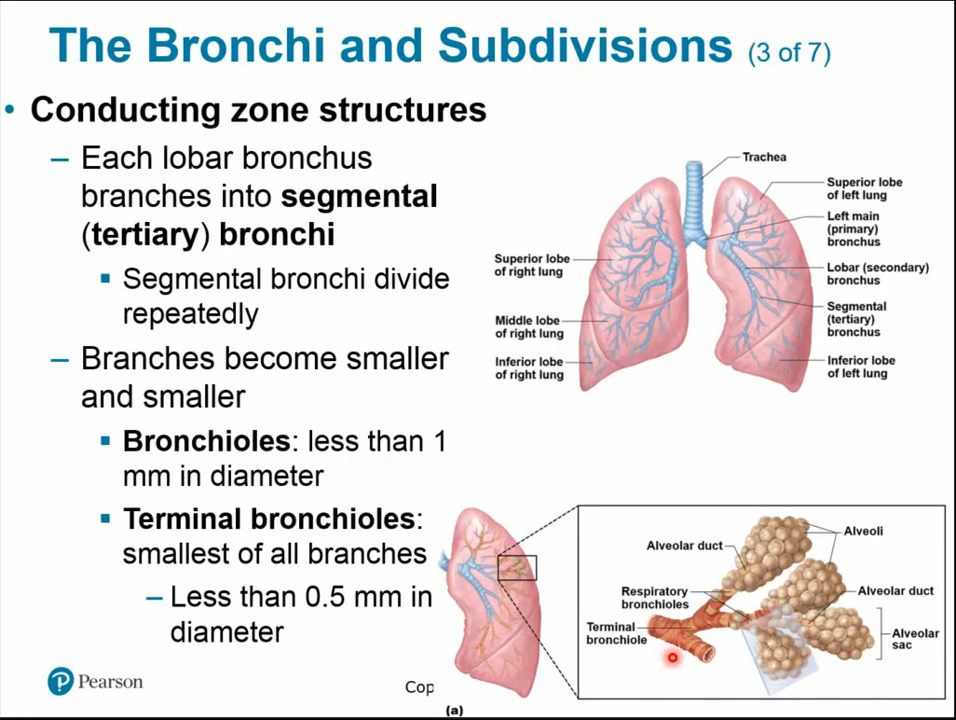 The Bronchi and Subdivisions (3 of 7)
• Conducting zone structures
– Each lobar bronchus
branches into segmental
(tertiary) bronchi
▪ Segmental bronchi divide
repeatedly
– Branches become smaller
and smaller
▪ Bronchioles: less than 1
mm in diameter
▪ Terminal bronchioles:
smallest of all branches
– Less than 0.5 mm in
diameter
Trachea
Superior lobe
of left lung
Left main
(primary)
bronchus
Lobar (secondary)
bronchus
Segmental
(tertiary)
bronchus
Inferior lobe
of left lung
Superior lobe
of right lung
Middle lobe
of right lung
Inferior lobe
of right lung
Alveoli
Alveolar duct
Respiratory
bronchioles
Alveolar duct
Terminal
bronchiole
Alveolar
sac
P Pearson
Cop
(a)